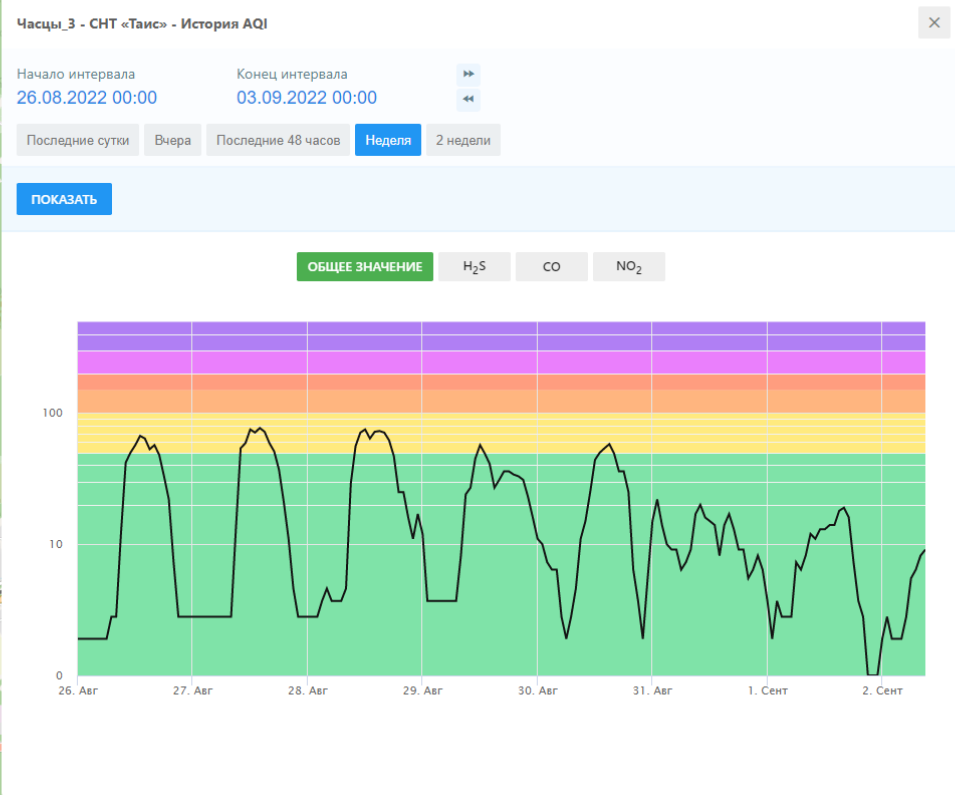 Часцы_3 - СНТ «Таис» - История AQI
Начало интервала
26.08.2022 00:00
Конец интервала
03.09.2022 00:00
Последние сутки
Вчера
Последние 48 часов
Неделя
2 недели
ПОКАЗАТЬ
ОБЩЕЕ ЗНАЧЕНИЕ
H₂S
CO
NO₂
100
10
0
26. Авг
27. Авг
28. Авг
29. Авг
30. Авг
31. Авг
1. Сент
2. Сент